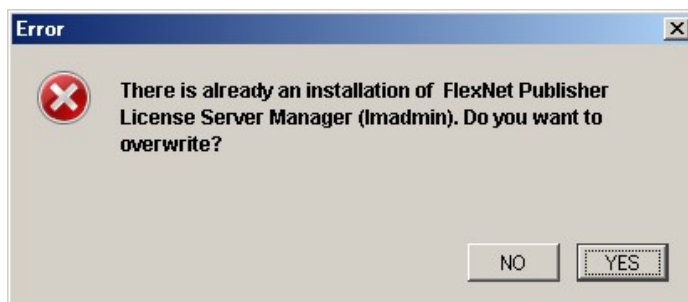 Error
There is already an installation of FlexNet Publisher
License Server Manager (lmadmin). Do you want to
overwrite?
NO
YES